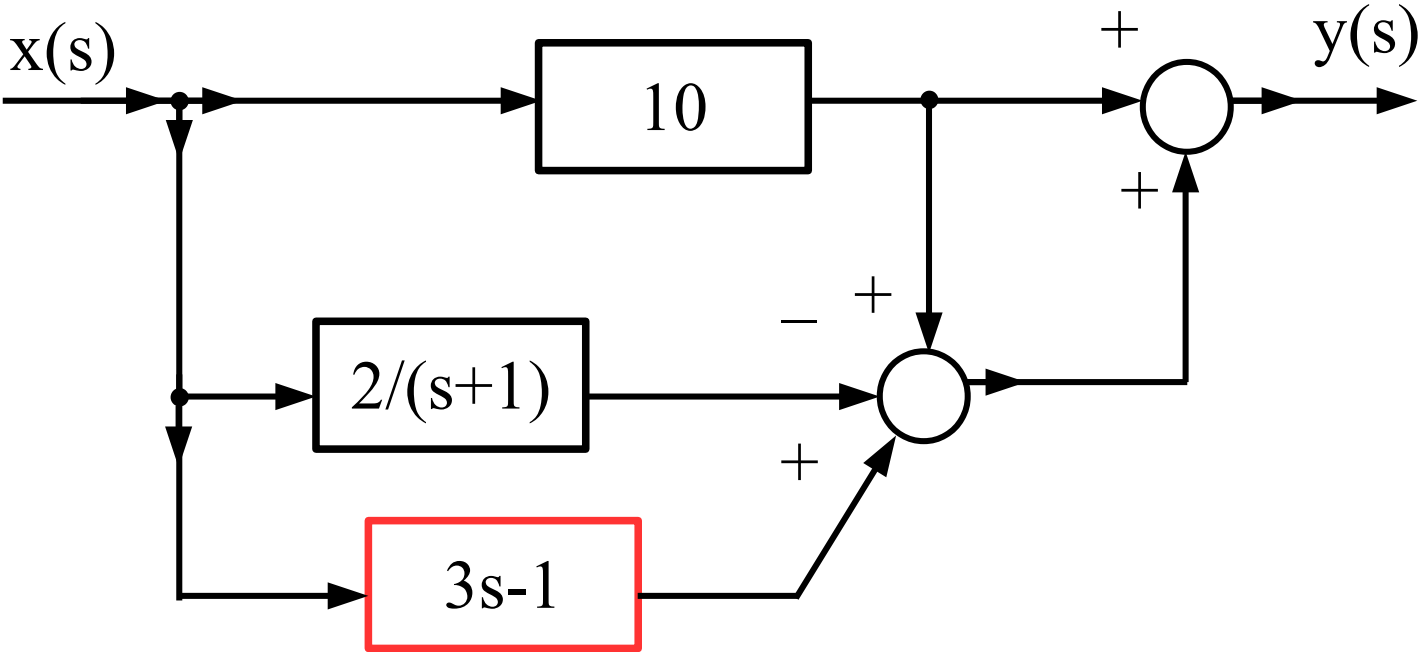 x(s)
10
+
y(s)
+
+
−
2/(s+1)
+
3s-1